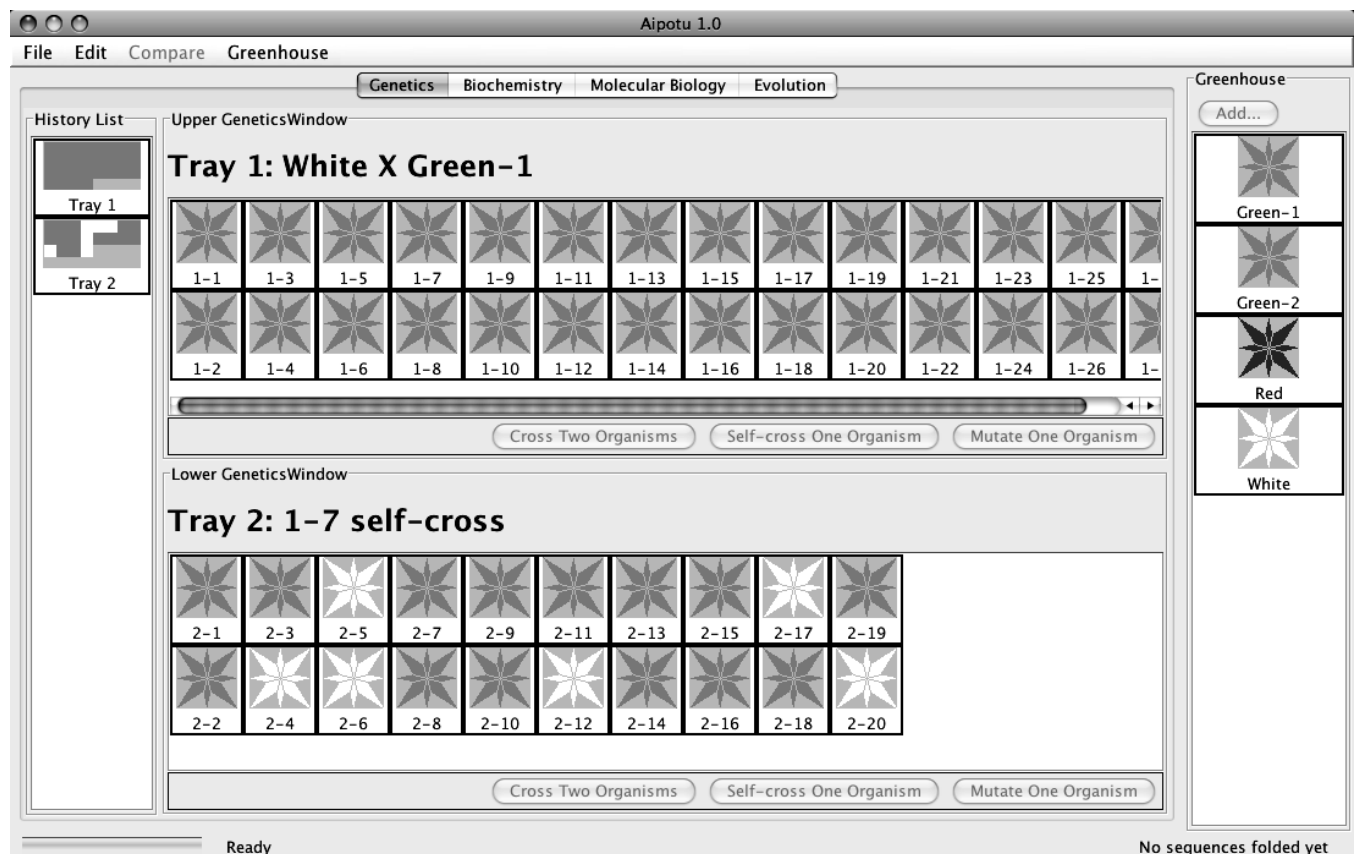 Aipotu 1.0
File Edit Compare Greenhouse
Genetics Biochemistry Molecular Biology Evolution
History List
Tray 1
Tray 2
Upper GeneticsWindow
Tray 1: White X Green-1
1-1 1-3 1-5 1-7 1-9 1-11 1-13 1-15 1-17 1-19 1-21 1-23 1-25 1-
1-2 1-4 1-6 1-8 1-10 1-12 1-14 1-16 1-18 1-20 1-22 1-24 1-26 1-
Cross Two Organisms Self-cross One Organism Mutate One Organism
Lower GeneticsWindow
Tray 2: 1-7 self-cross
2-1 2-3 2-5 2-7 2-9 2-11 2-13 2-15 2-17 2-19
2-2 2-4 2-6 2-8 2-10 2-12 2-14 2-16 2-18 2-20
Cross Two Organisms Self-cross One Organism Mutate One Organism
Greenhouse
Add...
Green-1
Green-2
Red
White
Ready
No sequences folded yet